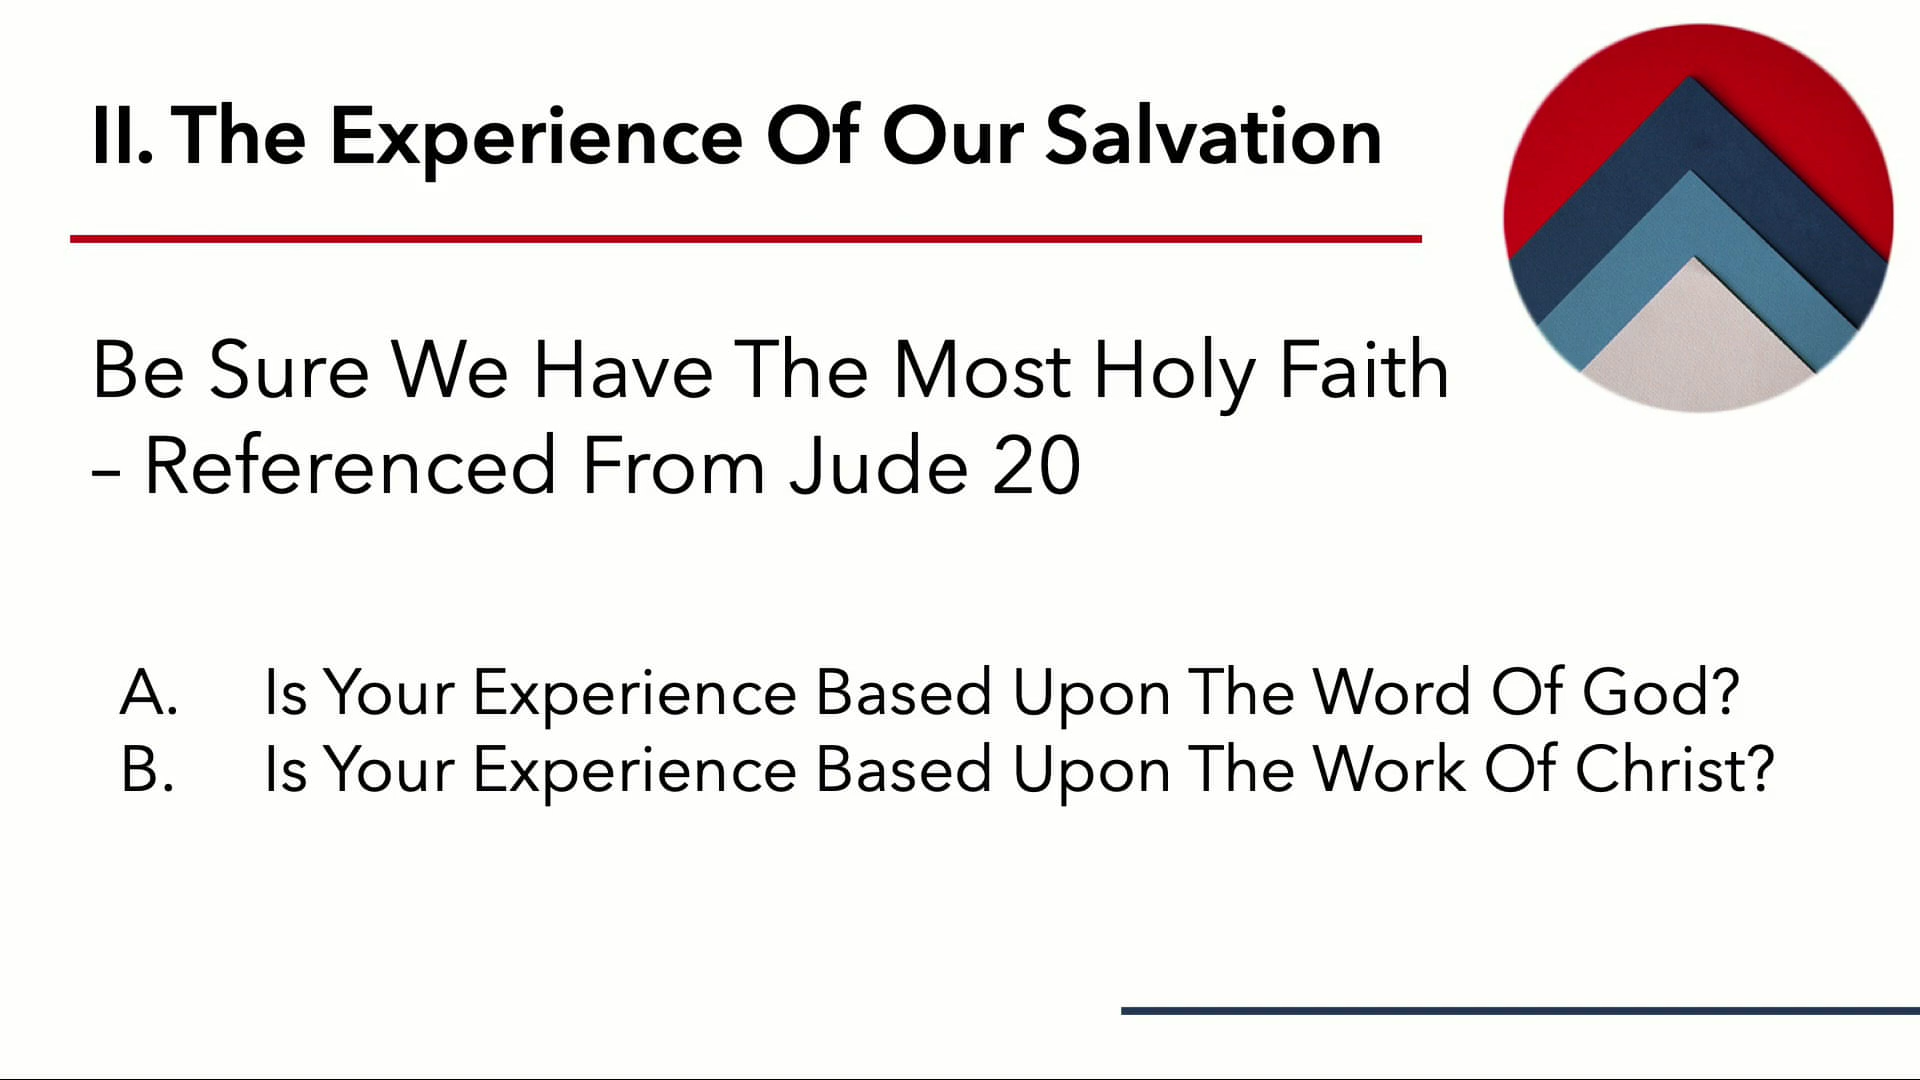 II. The Experience Of Our Salvation
Be Sure We Have The Most Holy Faith
– Referenced From Jude 20
A. Is Your Experience Based Upon The Word Of God?
B. Is Your Experience Based Upon The Work Of Christ?